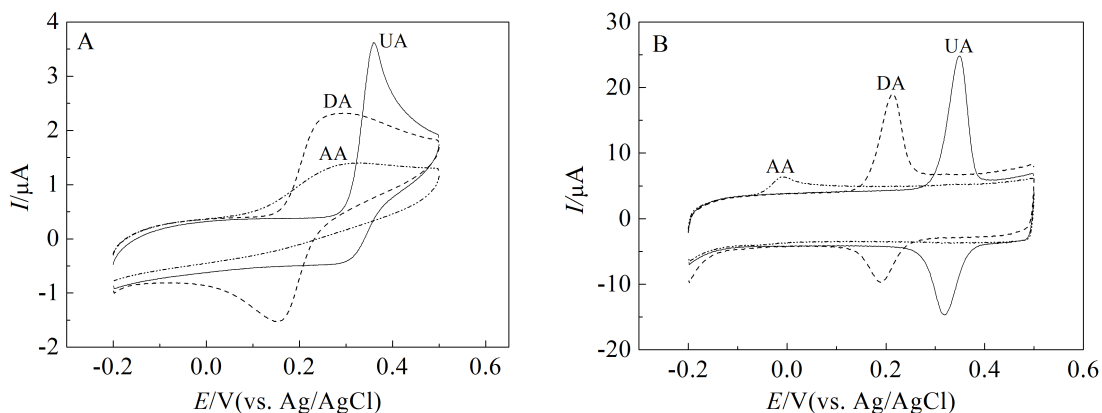 A
UA
DA
AA
4
3
2
1
0
-1
-2
I/μA
-0.2 0.0 0.2 0.4 0.6
E/V(vs. Ag/AgCl)
B
UA
DA
AA
30
20
10
0
-10
-20
I/μA
-0.2 0.0 0.2 0.4 0.6
E/V(vs. Ag/AgCl)